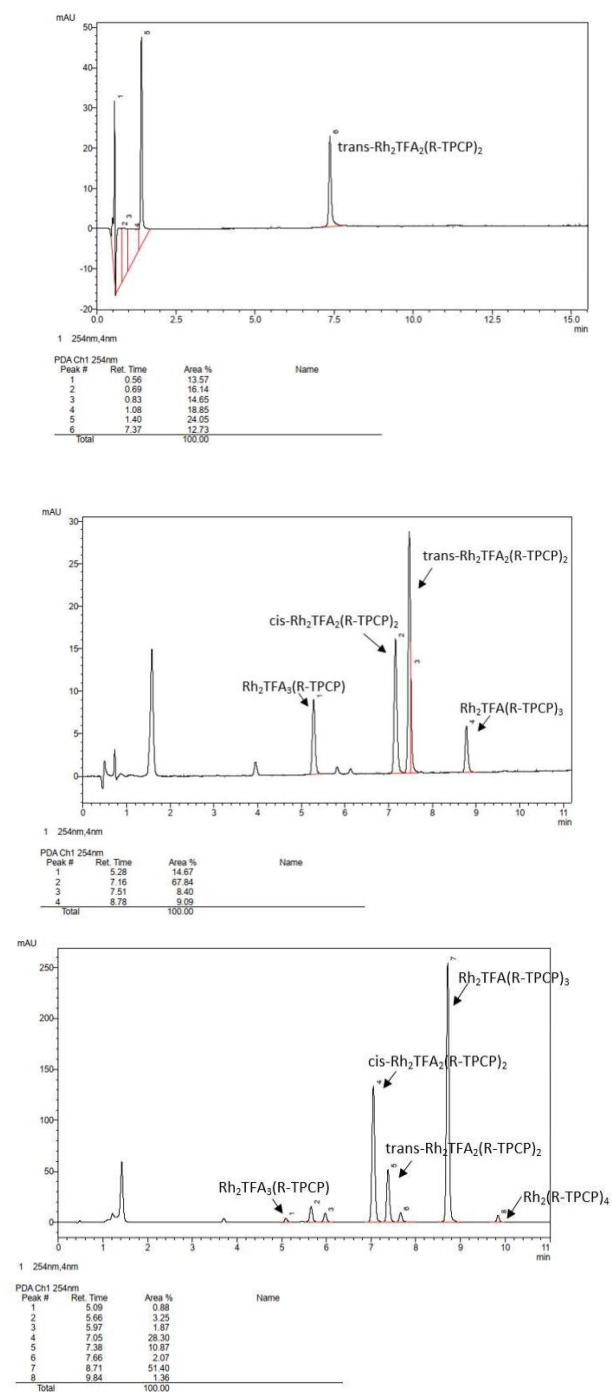 mAU
50
40
30
20
10
0
-10
-20
1
2
3
4
5
6
trans-Rh₂TFA₂(R-TPCP)₂
0.0 2.5 5.0 7.5 10.0 12.5 15.0
min
1 254nm,4nm
PDA Ch1 254nm
Peak # Ret. Time Area % Name
1 0.56 13.57
2 0.69 16.14
3 0.83 14.65
4 1.08 18.85
5 1.40 24.05
6 7.37 12.73
Total 100.00
mAU
30
25
20
15
10
5
0
trans-Rh₂TFA₂(R-TPCP)₂
cis-Rh₂TFA₂(R-TPCP)₂
2
3
Rh₂TFA₃(R-TPCP)
1
Rh₂TFA(R-TPCP)₃
4
0 1 2 3 4 5 6 7 8 9 10 11
min
1 254nm,4nm
PDA Ch1 254nm
Peak # Ret. Time Area % Name
1 5.28 14.67
2 7.16 67.84
3 7.51 8.40
4 8.78 9.09
Total 100.00
mAU
250
200
150
100
50
0
7
Rh₂TFA(R-TPCP)₃
cis-Rh₂TFA₂(R-TPCP)₂
4
trans-Rh₂TFA₂(R-TPCP)₂
5
Rh₂TFA₃(R-TPCP)
1
2
3
6
8
Rh₂(R-TPCP)₄
0 1 2 3 4 5 6 7 8 9 10 11
min
1 254nm,4nm
PDA Ch1 254nm
Peak # Ret. Time Area % Name
1 5.09 0.88
2 5.66 3.25
3 5.97 1.87
4 7.05 28.30
5 7.38 10.87
6 7.66 2.07
7 8.71 51.40
8 9.84 1.36
Total 100.00